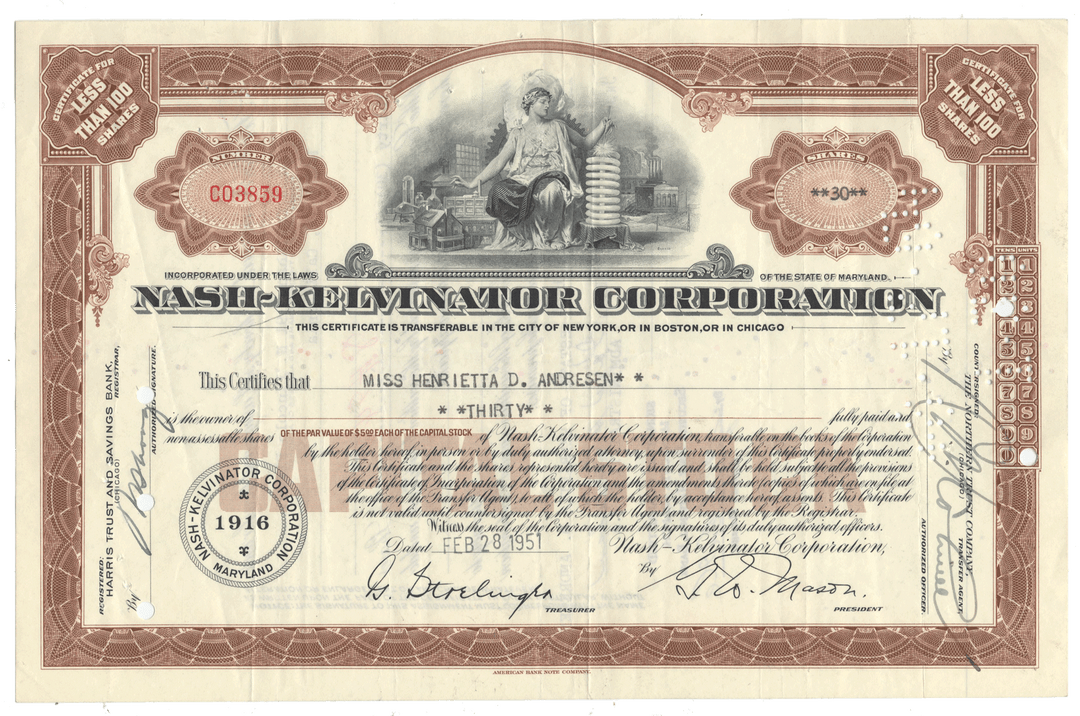 CERTIFICATE FOR
LESS
THAN 100
SHARES
CERTIFICATE FOR
LESS
THAN 100
SHARES
NUMBER
CO3859
SHARES
**30**
INCORPORATED UNDER THE LAWS
OF THE STATE OF MARYLAND.
NASH-KELVINATOR CORPORATION
THIS CERTIFICATE IS TRANSFERABLE IN THE CITY OF NEW YORK, OR IN BOSTON, OR IN CHICAGO
This Certifies that MISS HENRIETTA D. ANDRESEN* *
* *THIRTY* *
is the owner of fully paid and
non assessable shares OF THE PAR VALUE OF $5.00 EACH OF THE CAPITAL STOCK of Nash-Kelvinator Corporation, transferable on the books of the Corporation
by the holder hereof, in person or by duly authorized attorney, upon surrender of this Certificate properly endorsed.
This Certificate and the shares represented hereby are issued and shall be held subject to all the provisions
of the Certificate of Incorporation of the Corporation and the amendments thereto (copies of which are on file at
the office of the Transfer Agent), to all of which the holder, by acceptance hereof, assents. This Certificate
is not valid until countersigned by the Transfer Agent and registered by the Registrar.
Witness the seal of the Corporation and the signatures of its duly authorized officers.
Dated FEB 28 1951
Nash-Kelvinator Corporation,
By G. W. Mason.
PRESIDENT
TREASURER
NASH-KELVINATOR CORPORATION
1916
MARYLAND
REGISTERED:
HARRIS TRUST AND SAVINGS BANK,
(CHICAGO)
REGISTRAR.
By
AUTHORIZED SIGNATURE.
COUNTERSIGNED:
THE NORTHERN TRUST COMPANY,
(CHICAGO)
TRANSFER AGENT.
By
AUTHORIZED OFFICER.
TENS UNITS
1 1
2 2
3
4 4
5 5
6 6
7 7
8 8
9 9
0
AMERICAN BANK NOTE COMPANY.